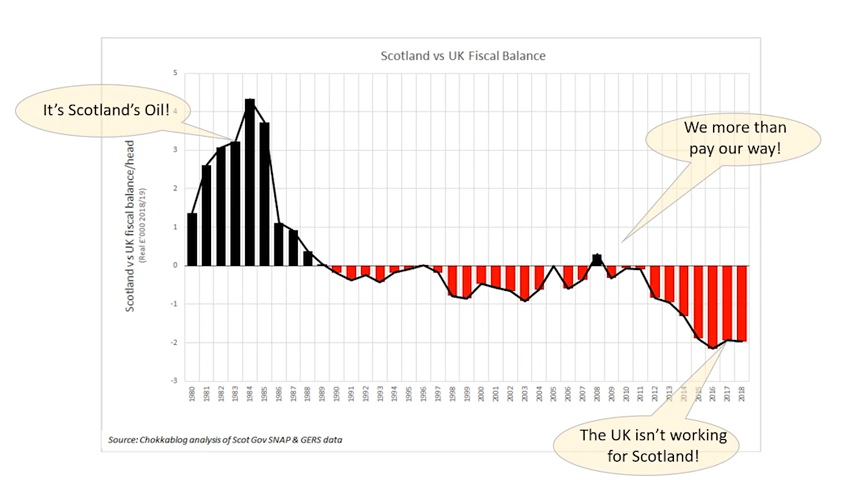 Scotland vs UK Fiscal Balance
It's Scotland's Oil!
We more than
pay our way!
Scotland vs UK fiscal balance/head
(Real £'000 2018/19)
5
4
3
2
1
0
-1
-2
-3
1980 1981 1982 1983 1984 1985 1986 1987 1988 1989 1990 1991 1992 1993 1994 1995 1996 1997 1998 1999 2000 2001 2002 2003 2004 2005 2006 2007 2008 2009 2010 2011 2012 2013 2014 2015 2016 2017 2018
The UK isn't working
for Scotland!
Source: Chokkablog analysis of Scot Gov SNAP & GERS data